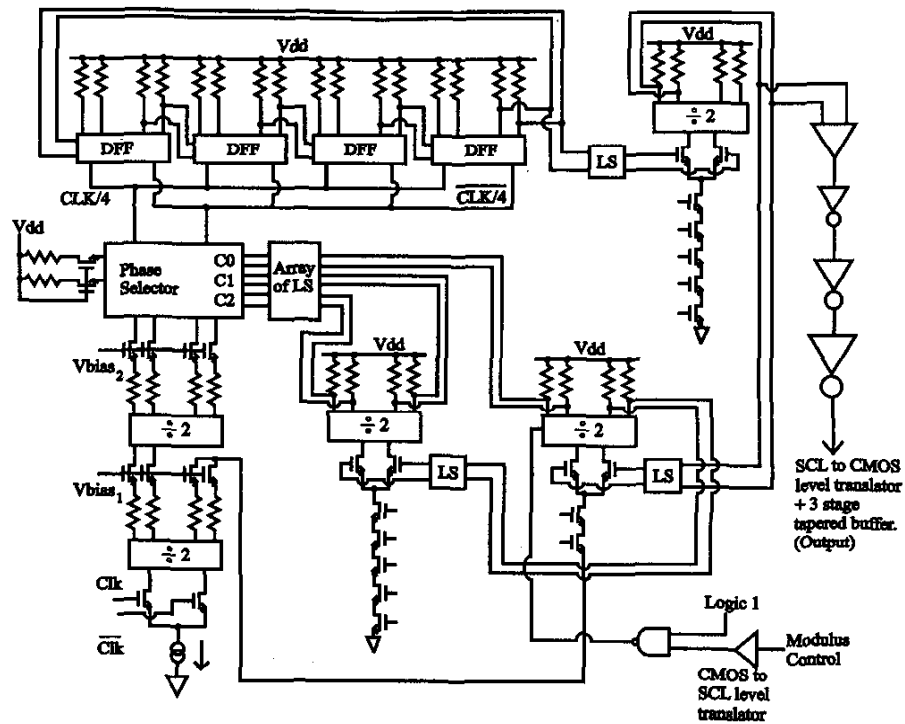 Vdd
Vdd
DFF
DFF
DFF
DFF
÷ 2
LS
CLK/4
CLK/4
Vdd
Phase
Selector
C0
C1
C2
Array
of LS
Vbias2
Vdd
Vdd
÷ 2
÷ 2
÷ 2
Vbias1
LS
LS
SCL to CMOS
level translator
+ 3 stage
tapered buffer.
(Output)
÷ 2
Clk
Clk
Logic 1
Modulus
Control
CMOS to
SCL level
translator